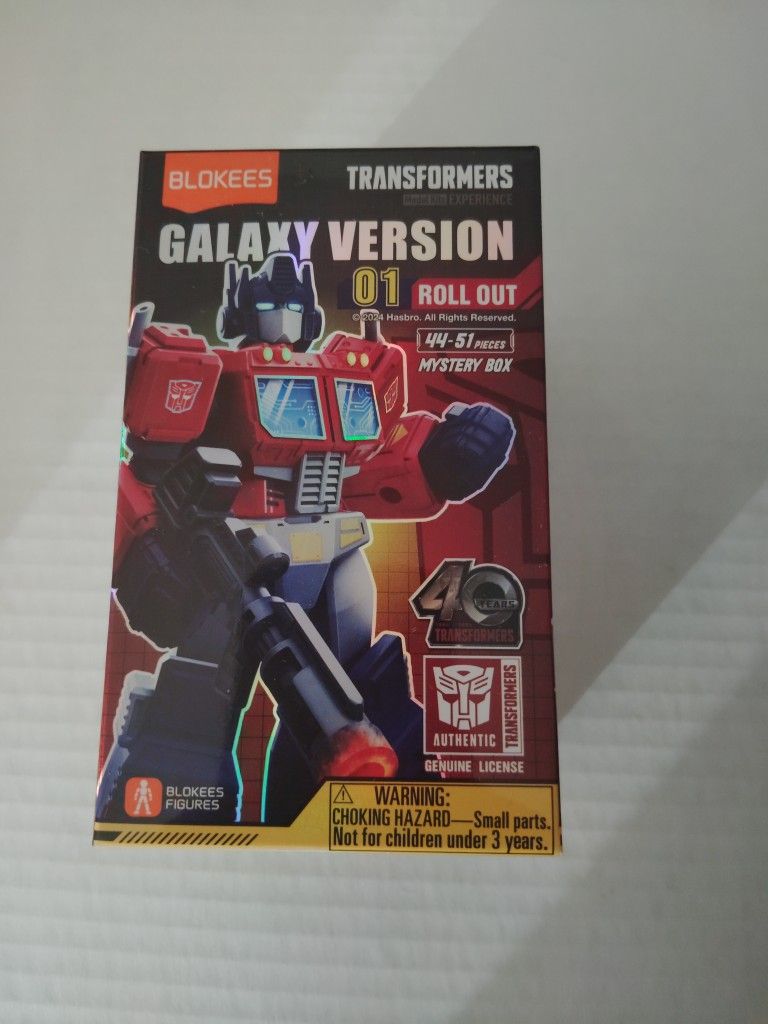 BLOKEES
TRANSFORMERS
Model Kits EXPERIENCE
GALAXY VERSION
01 ROLL OUT
© 2024 Hasbro. All Rights Reserved.
44-51 PIECES
MYSTERY BOX
40
YEARS
TRANSFORMERS
TRANSFORMERS
AUTHENTIC
GENUINE LICENSE
BLOKEES
FIGURES
WARNING:
CHOKING HAZARD—Small parts.
Not for children under 3 years.